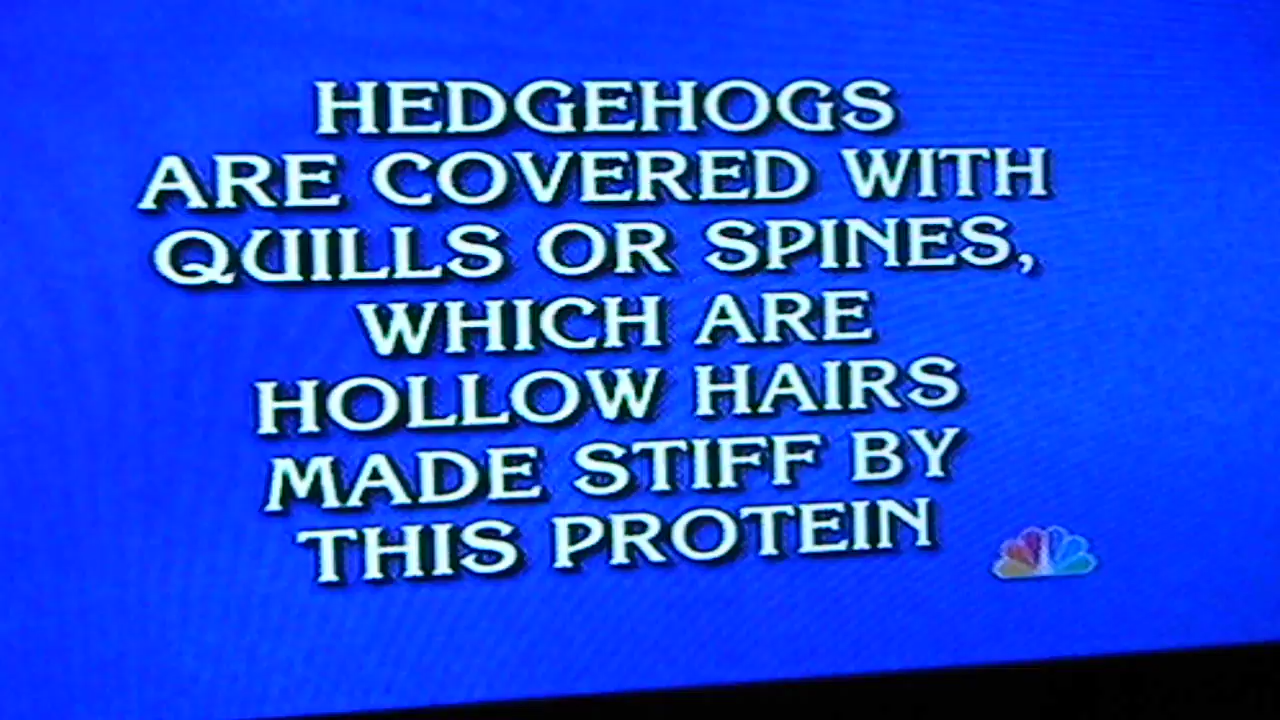 HEDGEHOGS
ARE COVERED WITH
QUILLS OR SPINES,
WHICH ARE
HOLLOW HAIRS
MADE STIFF BY
THIS PROTEIN